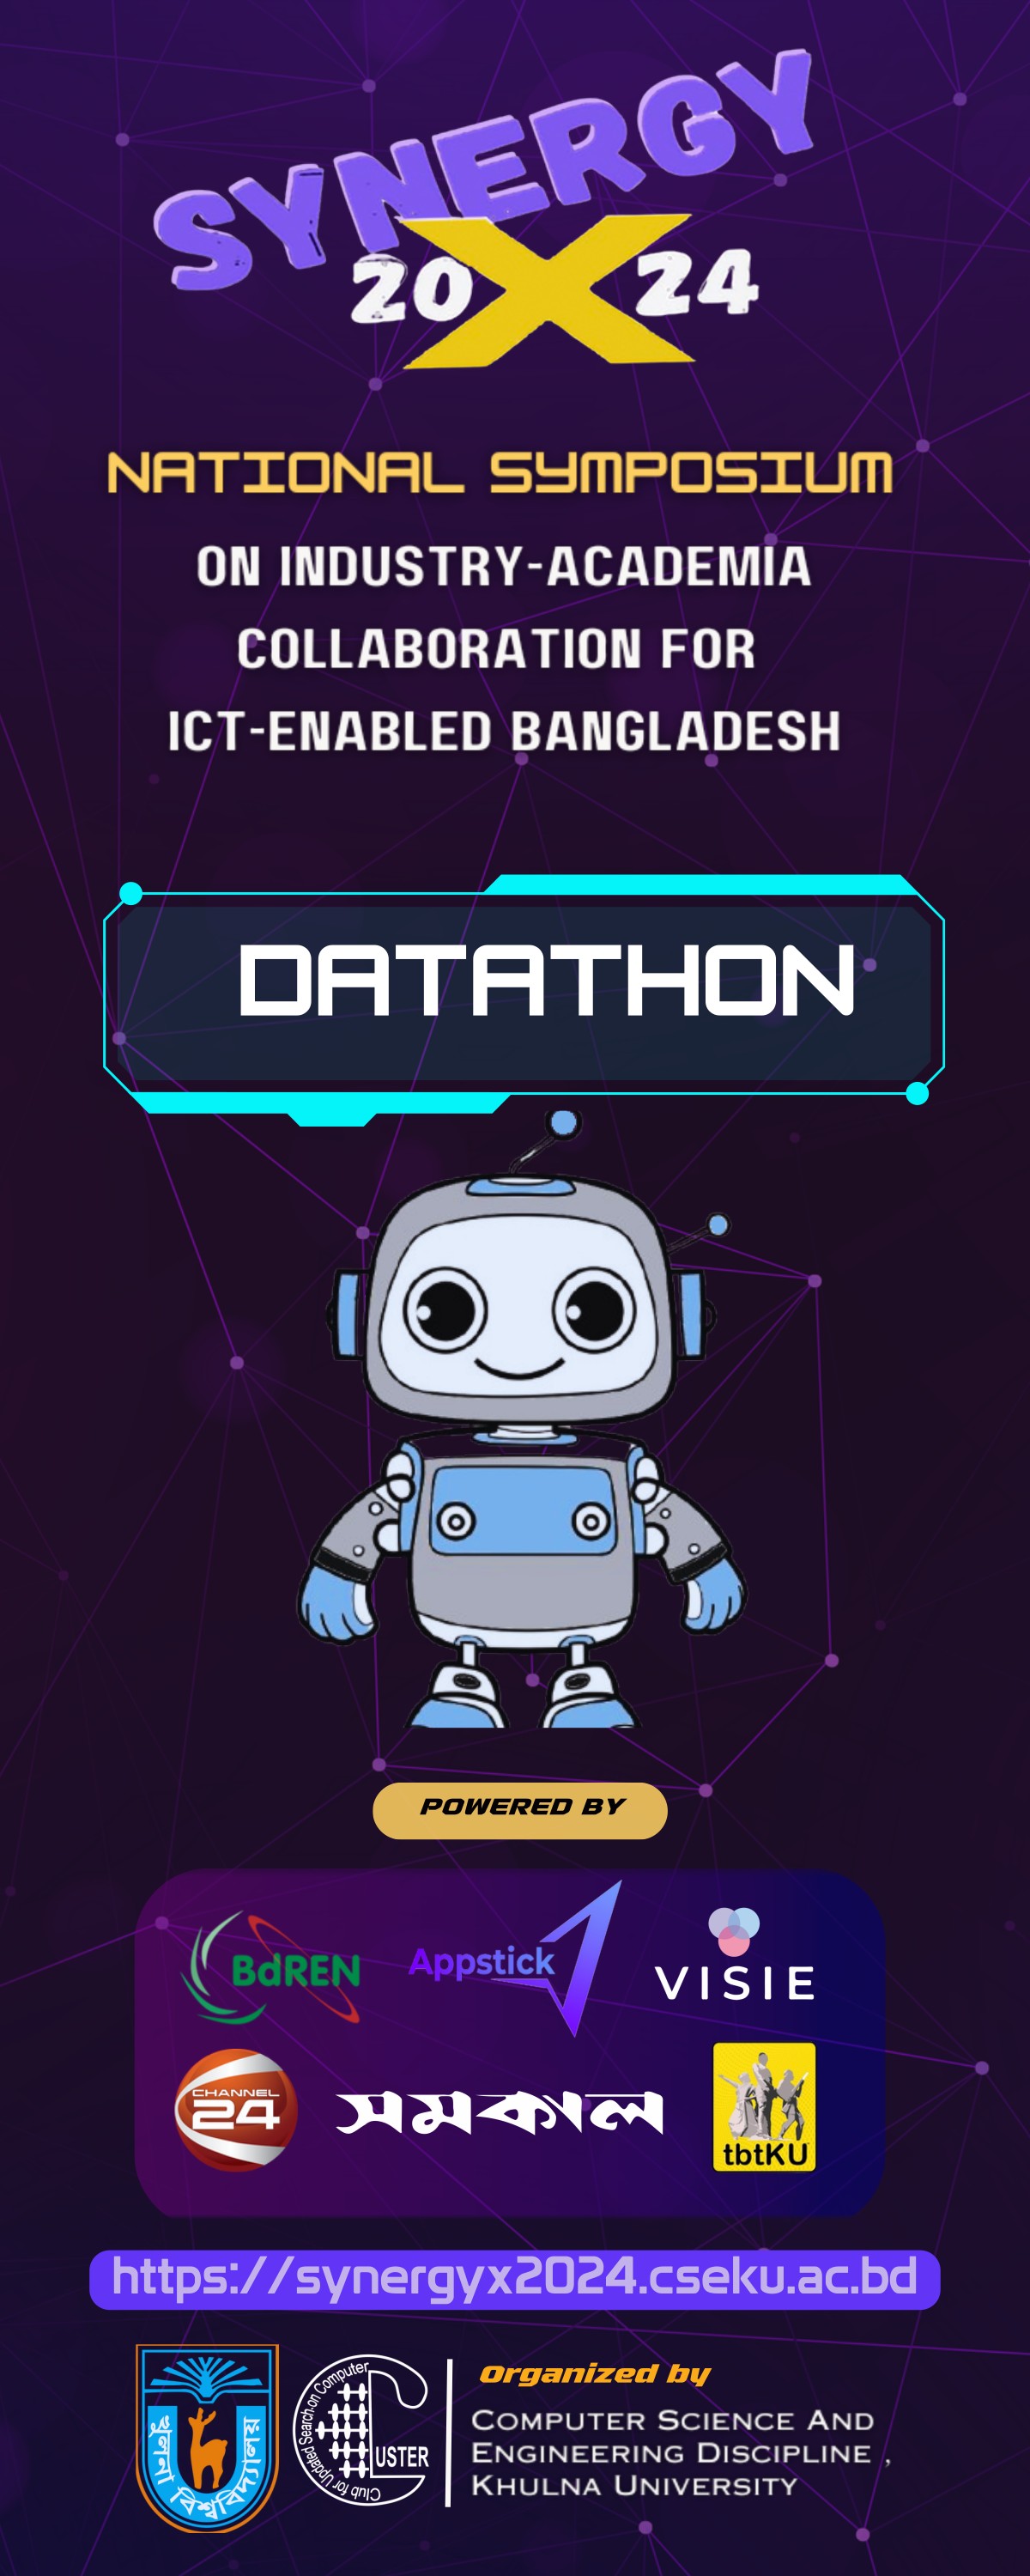 SYNERGY
20X24
NATIONAL SYMPOSIUM
ON INDUSTRY-ACADEMIA
COLLABORATION FOR
ICT-ENABLED BANGLADESH
DATATHON
POWERED BY
BdREN
Appstick
VISIE
CHANNEL
24
সমকাল
tbtKU
https://synergyx2024.cseku.ac.bd
খুলনা বিশ্ববিদ্যালয়
Club for Updated Search on Computer
CLUSTER
Organized by
COMPUTER SCIENCE AND
ENGINEERING DISCIPLINE ,
KHULNA UNIVERSITY